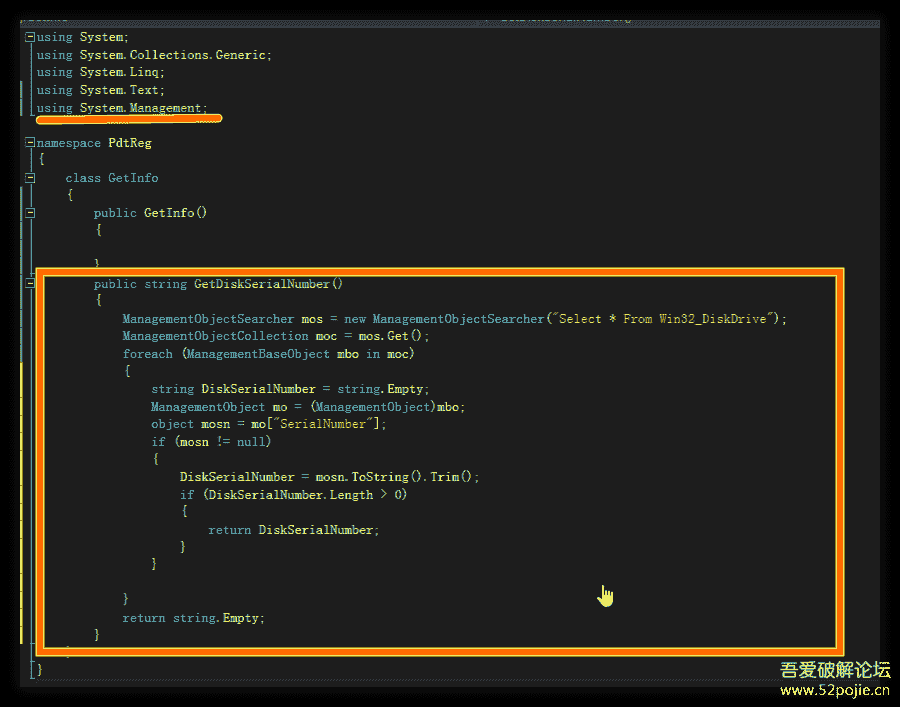 using System;
using System.Collections.Generic;
using System.Linq;
using System.Text;
using System.Management;
namespace PdtReg
{
class GetInfo
{
public GetInfo()
{
}
public string GetDiskSerialNumber()
{
ManagementObjectSearcher mos = new ManagementObjectSearcher("Select * From Win32_DiskDrive");
ManagementObjectCollection moc = mos.Get();
foreach (ManagementBaseObject mbo in moc)
{
string DiskSerialNumber = string.Empty;
ManagementObject mo = (ManagementObject)mbo;
object mosn = mo["SerialNumber"];
if (mosn != null)
{
DiskSerialNumber = mosn.ToString().Trim();
if (DiskSerialNumber.Length > 0)
{
return DiskSerialNumber;
}
}
}
return string.Empty;
}
}
吾爱破解论坛
www.52pojie.cn